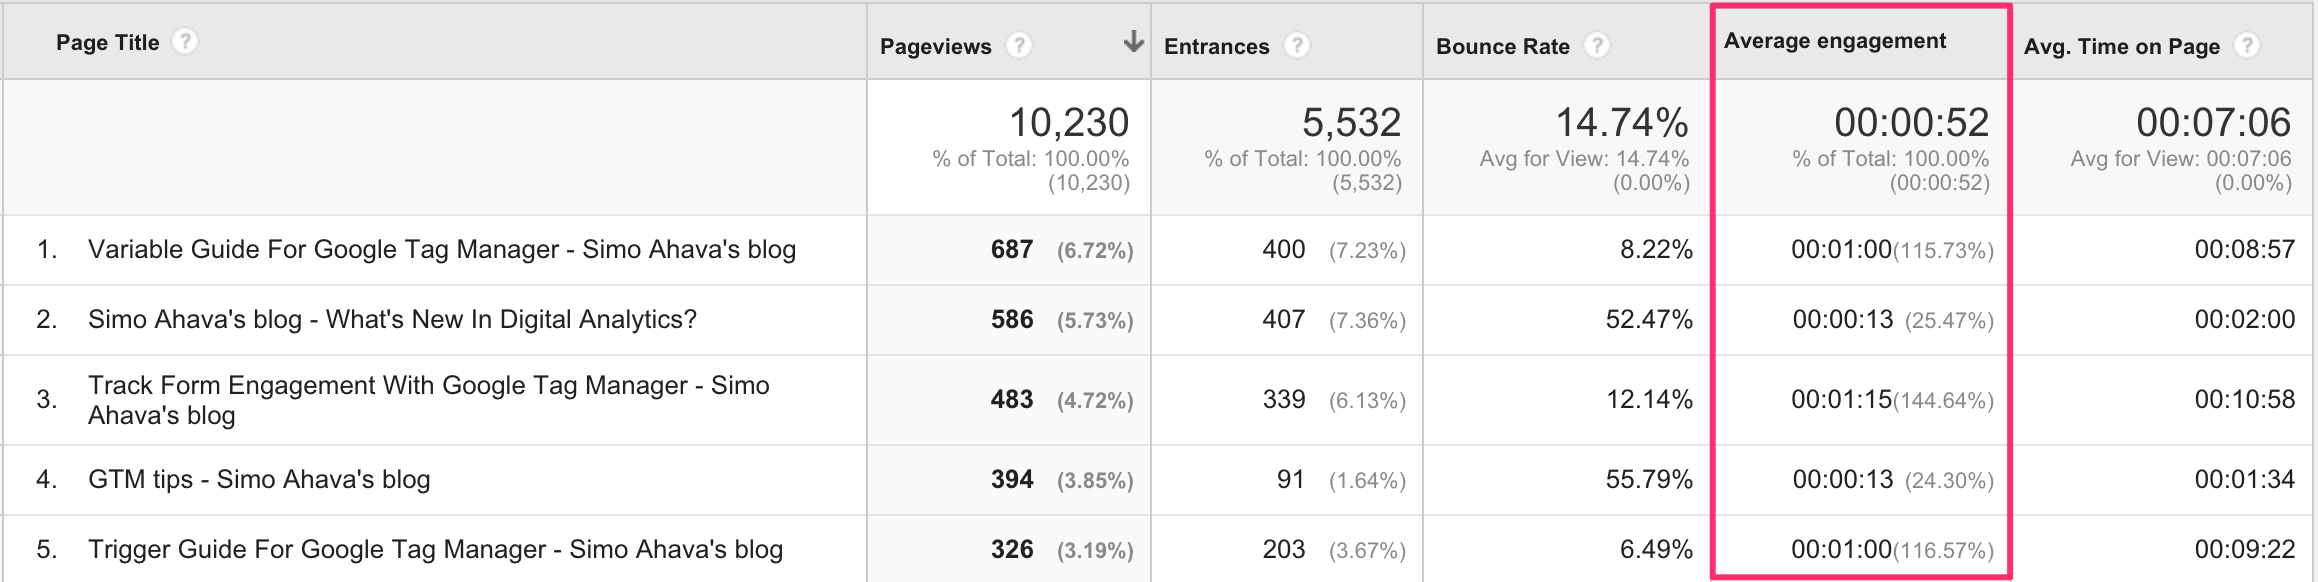 Page Title ? Pageviews ? Entrances ? Bounce Rate ? Average engagement Avg. Time on Page ?
10,230 5,532 14.74% 00:00:52 00:07:06
% of Total: 100.00% % of Total: 100.00% Avg for View: 14.74% % of Total: 100.00% Avg for View: 00:07:06
(10,230) (5,532) (0.00%) (00:00:52) (0.00%)
1. Variable Guide For Google Tag Manager - Simo Ahava's blog 687 (6.72%) 400 (7.23%) 8.22% 00:01:00(115.73%) 00:08:57
2. Simo Ahava's blog - What's New In Digital Analytics? 586 (5.73%) 407 (7.36%) 52.47% 00:00:13 (25.47%) 00:02:00
3. Track Form Engagement With Google Tag Manager - Simo
Ahava's blog 483 (4.72%) 339 (6.13%) 12.14% 00:01:15(144.64%) 00:10:58
4. GTM tips - Simo Ahava's blog 394 (3.85%) 91 (1.64%) 55.79% 00:00:13 (24.30%) 00:01:34
5. Trigger Guide For Google Tag Manager - Simo Ahava's blog 326 (3.19%) 203 (3.67%) 6.49% 00:01:00(116.57%) 00:09:22